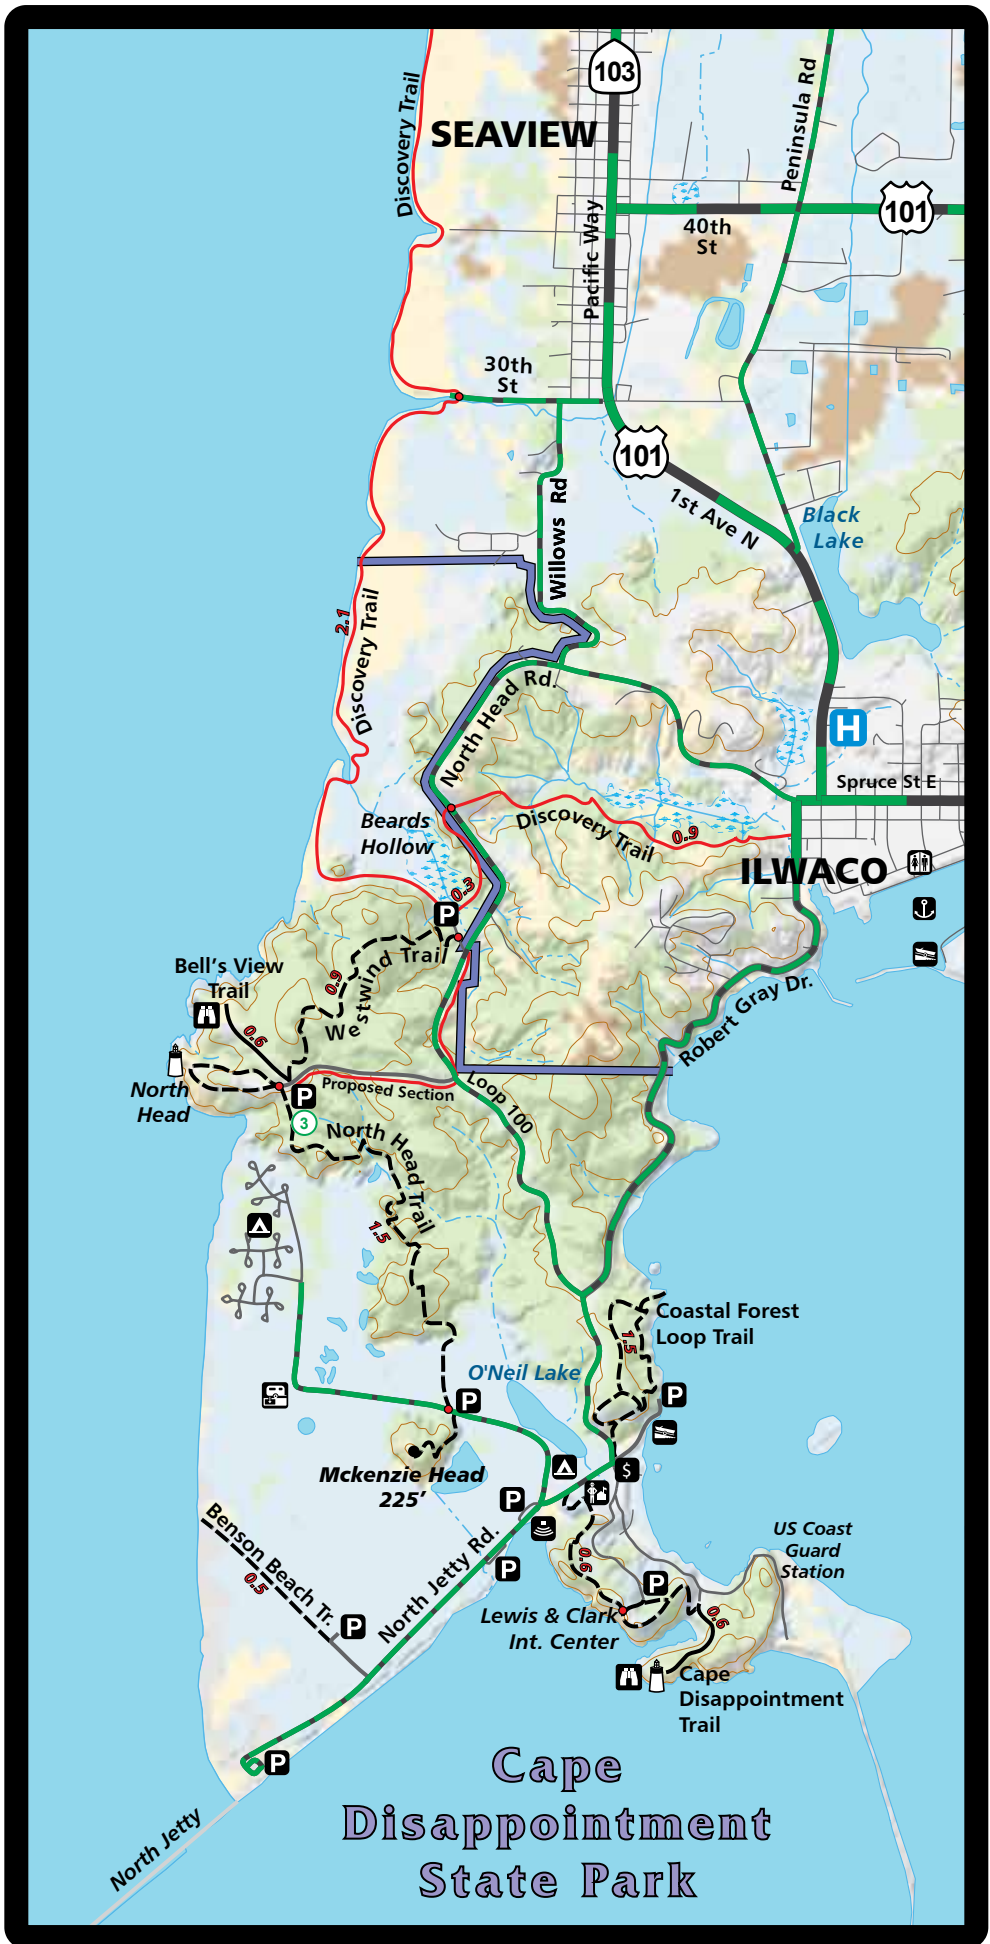 103
Discovery Trail
SEAVIEW
Peninsula Rd
101
40th
St
Pacific Way
30th
St
101
1st Ave N
Black
Lake
Willows Rd
2.1
Discovery Trail
North Head Rd.
H
Spruce St E
Beards
Hollow
Discovery Trail
0.9
ILWACO
0.3
P
Bell's View
Trail
0.9
Westwind Trail
0.6
Robert Gray Dr.
North
Head
P
3
Proposed Section
Loop 100
North Head Trail
1.5
Coastal Forest
Loop Trail
1.5
O'Neil Lake
P
P
Mckenzie Head
225'
$
P
Benson Beach Tr.
0.5
North Jetty Rd.
P
0.6
US Coast
Guard
Station
P
P
Lewis & Clark
Int. Center
0.6
Cape
Disappointment
Trail
P
North Jetty
Cape
Disappointment
State Park